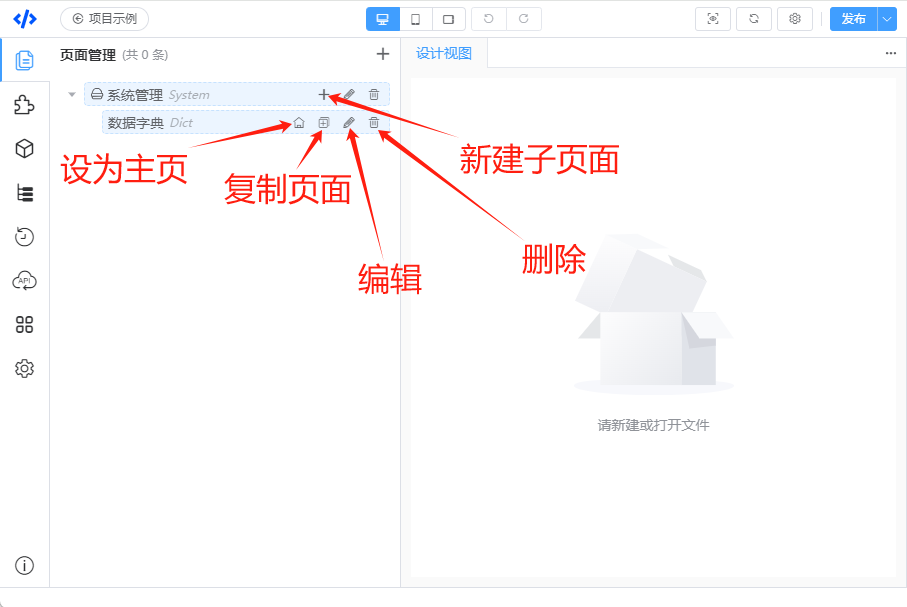 项目示例
发布
页面管理 (共 0 条)
设计视图
系统管理 System
数据字典 Dict
设为主页
复制页面
新建子页面
编辑
删除
API
请新建或打开文件